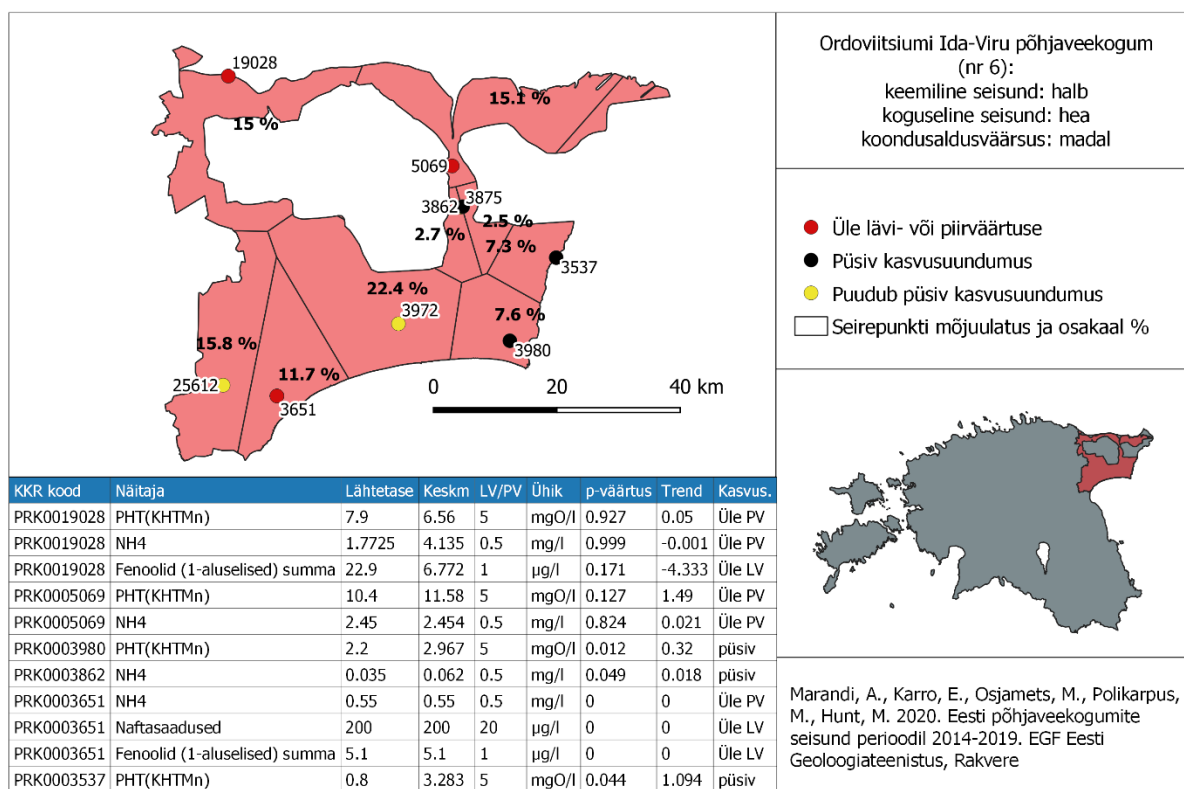 19028
15 %
15.1 %
5069
3875
3862
2.5 %
2.7 %
7.3 %
3537
22.4 %
3972
7.6 %
3980
15.8 %
25612
11.7 %
3651
0 20 40 km
Ordoviitsiumi Ida-Viru põhjaveekogum
(nr 6):
keemiline seisund: halb
koguseline seisund: hea
koondusaldusväärsus: madal
Üle lävi- või piirväärtuse
Püsiv kasvusuundumus
Puudub püsiv kasvusuundumus
Seirepunkti mõjuulatus ja osakaal %
KKR kood Näitaja Lähtetase Keskm LV/PV Ühik p-väärtus Trend Kasvus.
PRK0019028 PHT(KHTMn) 7.9 6.56 5 mgO/l 0.927 0.05 Üle PV
PRK0019028 NH4 1.7725 4.135 0.5 mg/l 0.999 -0.001 Üle PV
PRK0019028 Fenoolid (1-aluselised) summa 22.9 6.772 1 µg/l 0.171 -4.333 Üle LV
PRK0005069 PHT(KHTMn) 10.4 11.58 5 mgO/l 0.127 1.49 Üle PV
PRK0005069 NH4 2.45 2.454 0.5 mg/l 0.824 0.021 Üle PV
PRK0003980 PHT(KHTMn) 2.2 2.967 5 mgO/l 0.012 0.32 püsiv
PRK0003862 NH4 0.035 0.062 0.5 mg/l 0.049 0.018 püsiv
PRK0003651 NH4 0.55 0.55 0.5 mg/l 0 0 Üle PV
PRK0003651 Naftasaadused 200 200 20 µg/l 0 0 Üle LV
PRK0003651 Fenoolid (1-aluselised) summa 5.1 5.1 1 µg/l 0 0 Üle LV
PRK0003537 PHT(KHTMn) 0.8 3.283 5 mgO/l 0.044 1.094 püsiv
Marandi, A., Karro, E., Osjamets, M., Polikarpus,
M., Hunt, M. 2020. Eesti põhjaveekogumite
seisund perioodil 2014-2019. EGF Eesti
Geoloogiateenistus, Rakvere